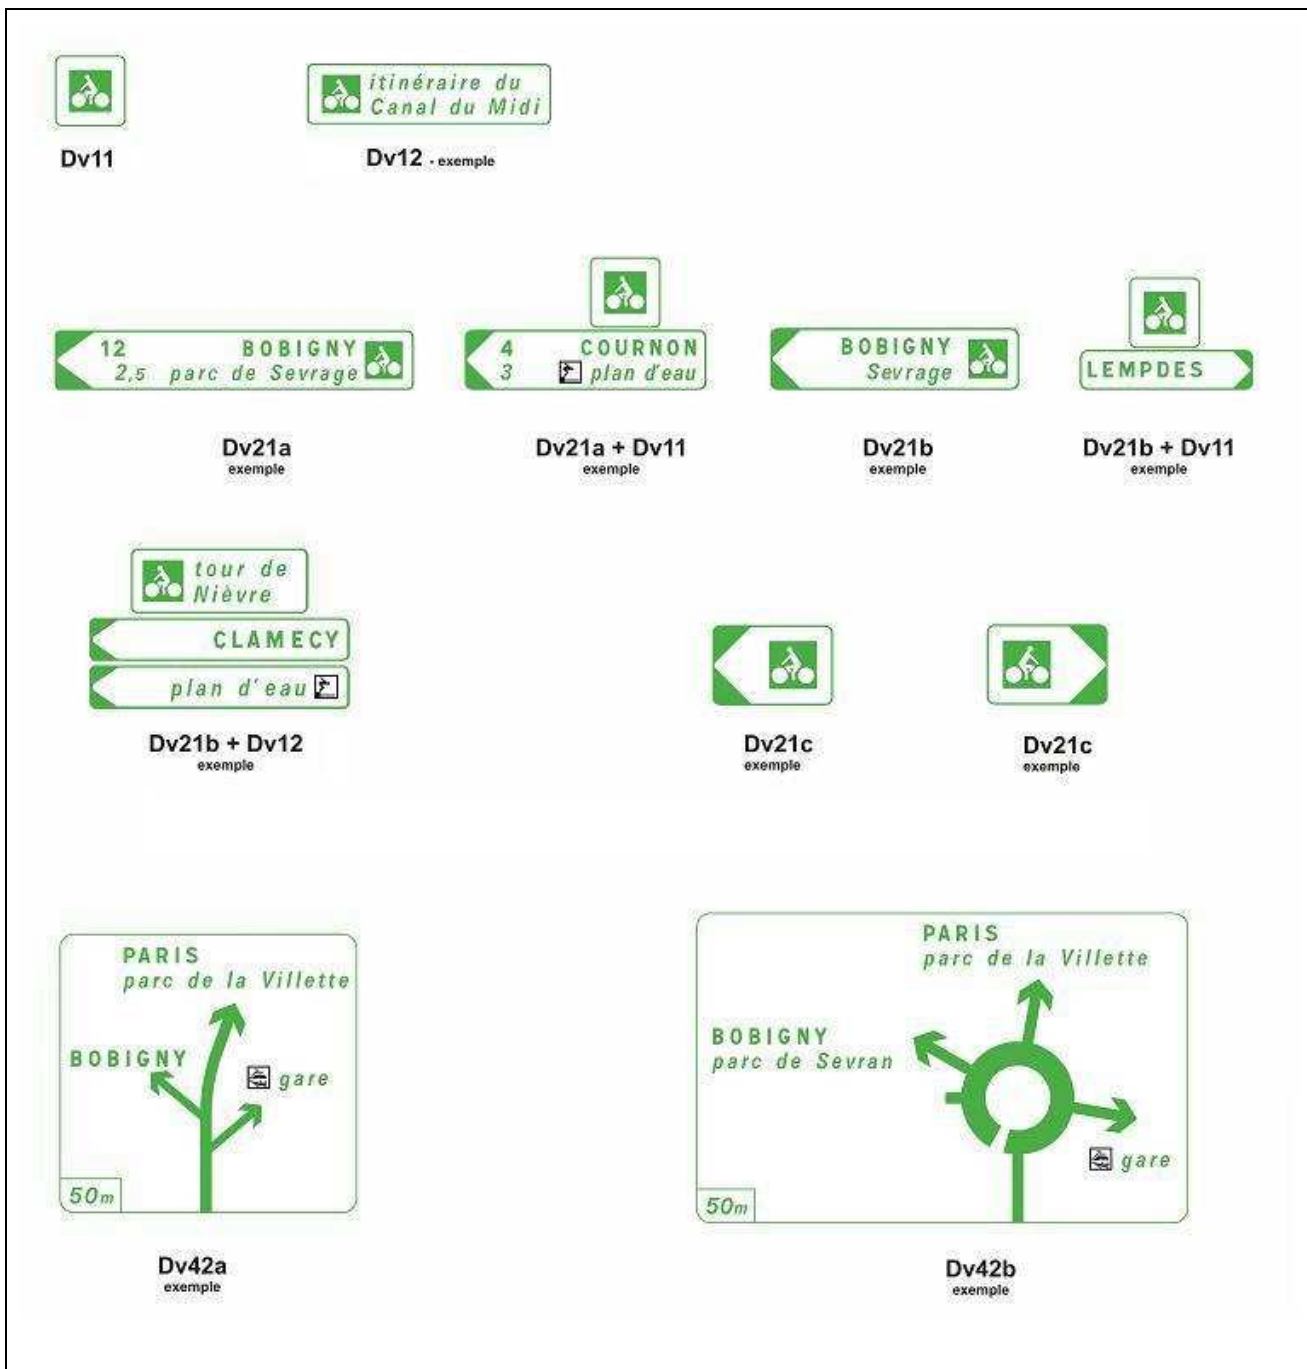 itinéraire du
Canal du Midi
Dv11
Dv12 - exemple
12 BOBIGNY
2,5 parc de Sevrage
4 COURNON
3 plan d'eau
BOBIGNY
Sevrage
LEMPDES
Dv21a
exemple
Dv21a + Dv11
exemple
Dv21b
exemple
Dv21b + Dv11
exemple
tour de
Nièvre
CLAMECY
plan d'eau
Dv21b + Dv12
exemple
Dv21c
exemple
Dv21c
exemple
PARIS
parc de la Villette
BOBIGNY
gare
50m
Dv42a
exemple
PARIS
parc de la Villette
BOBIGNY
parc de Sevran
gare
50m
Dv42b
exemple